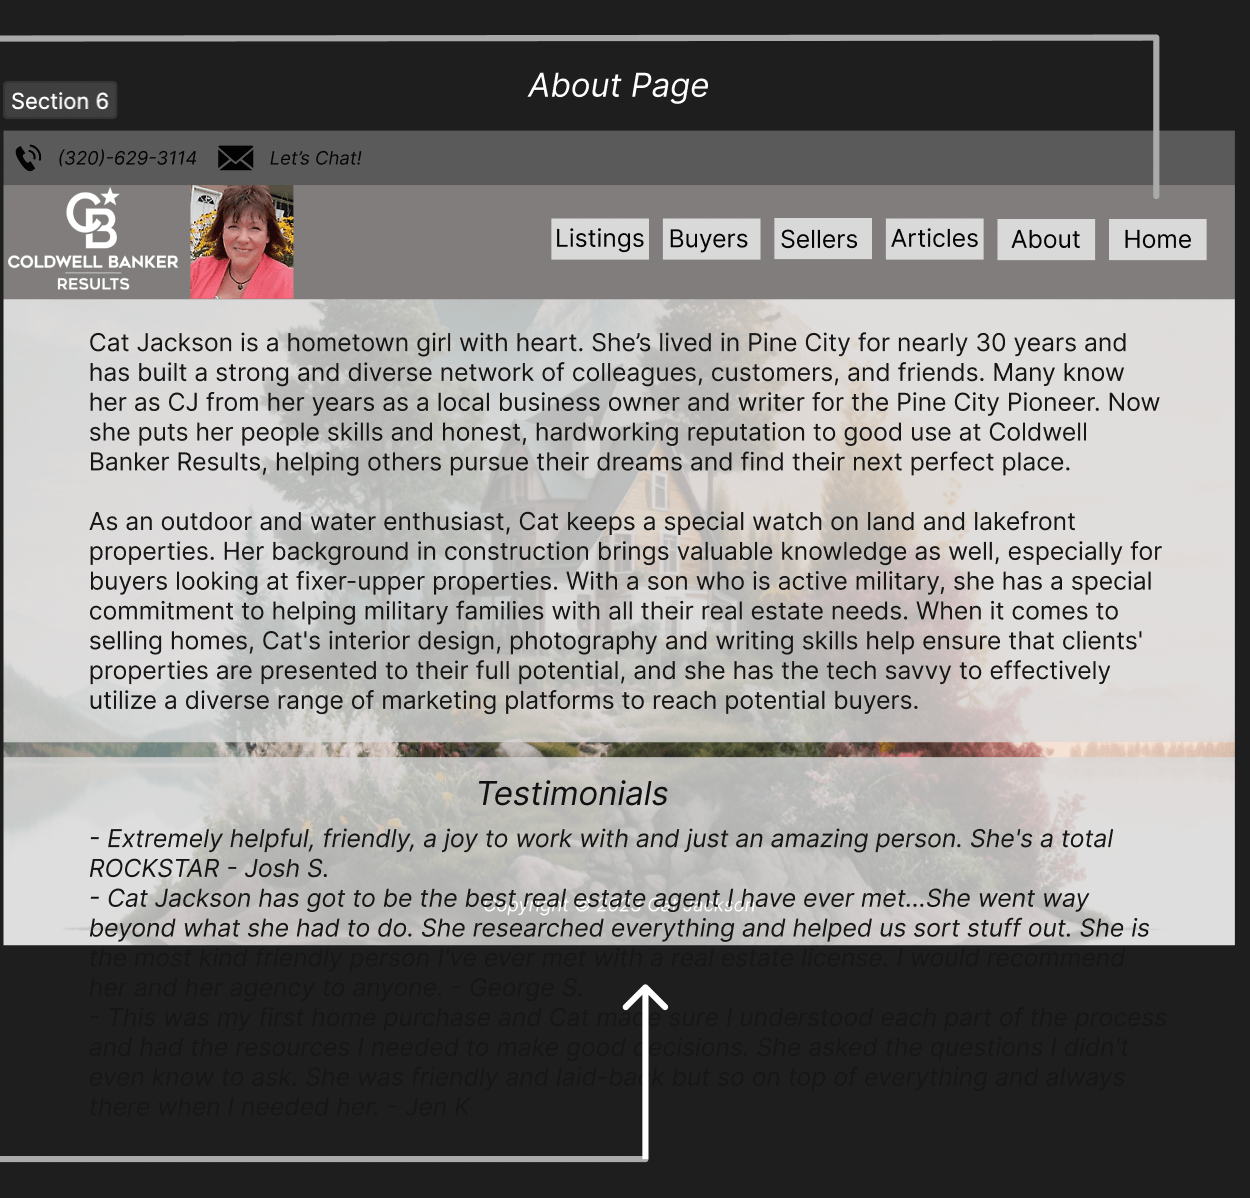 About Page
Section 6
(320)-629-3114 Let's Chat!
CB
COLDWELL BANKER
RESULTS
Listings Buyers Sellers Articles About Home
Cat Jackson is a hometown girl with heart. She’s lived in Pine City for nearly 30 years and
has built a strong and diverse network of colleagues, customers, and friends. Many know
her as CJ from her years as a local business owner and writer for the Pine City Pioneer. Now
she puts her people skills and honest, hardworking reputation to good use at Coldwell
Banker Results, helping others pursue their dreams and find their next perfect place.
As an outdoor and water enthusiast, Cat keeps a special watch on land and lakefront
properties. Her background in construction brings valuable knowledge as well, especially for
buyers looking at fixer-upper properties. With a son who is active military, she has a special
commitment to helping military families with all their real estate needs. When it comes to
selling homes, Cat's interior design, photography and writing skills help ensure that clients'
properties are presented to their full potential, and she has the tech savvy to effectively
utilize a diverse range of marketing platforms to reach potential buyers.
Testimonials
- Extremely helpful, friendly, a joy to work with and just an amazing person. She's a total
ROCKSTAR - Josh S.
- Cat Jackson has got to be the best real estate agent I have ever met...She went way
Copyright © 2023 Cat Jackson
beyond what she had to do. She researched everything and helped us sort stuff out. She is
the most kind friendly person I've ever met with a real estate license. I would recommend
her and her agency to anyone. - George S.
- This was my first home purchase and Cat made sure I understood each part of the process
and had the resources I needed to make good decisions. She asked the questions I didn't
even know to ask. She was friendly and laid-back but so on top of everything and always
there when I needed her. - Jen K